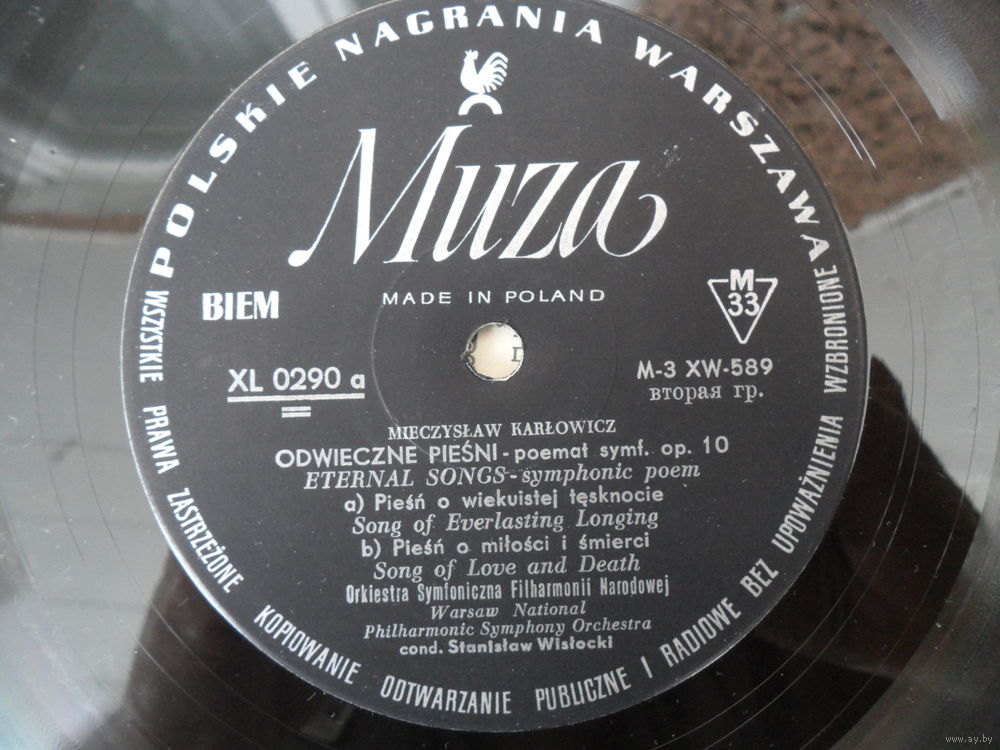 POLSKIE NAGRANIA WARSZAWA
Muza
MADE IN POLAND
BIEM
M
33
XL 0290 a
M-3 XW-589
вторая гр.
MIECZYSŁAW KARŁOWICZ
ODWIECZNE PIEŚNI - poemat symf. op. 10
ETERNAL SONGS - symphonic poem
a) Pieśń o wiekuistej tęsknocie
Song of Everlasting Longing
b) Pieśń o miłości i śmierci
Song of Love and Death
Orkiestra Symfoniczna Filharmonii Narodowej
Warsaw National
Philharmonic Symphony Orchestra
cond. Stanisław Wisłocki
WSZYSTKIE PRAWA ZASTRZEŻONE KOPIOWANIE ODTWARZANIE PUBLICZNE I RADIOWE BEZ UPOWAŻNIENIA WZBRONIONE
www.ay.by